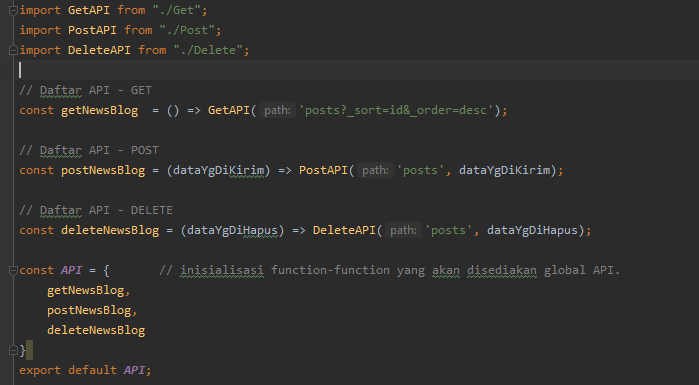 import GetAPI from "./Get";
import PostAPI from "./Post";
import DeleteAPI from "./Delete";
// Daftar API - GET
const getNewsBlog  = () => GetAPI( path: 'posts?_sort=id&_order=desc');
// Daftar API - POST
const postNewsBlog = (dataYgDiKirim) => PostAPI( path: 'posts', dataYgDiKirim);
// Daftar API - DELETE
const deleteNewsBlog = (dataYgDiHapus) => DeleteAPI( path: 'posts', dataYgDiHapus);
const API = {       // inisialisasi function-function yang akan disediakan global API.
    getNewsBlog,
    postNewsBlog,
    deleteNewsBlog
}
export default API;